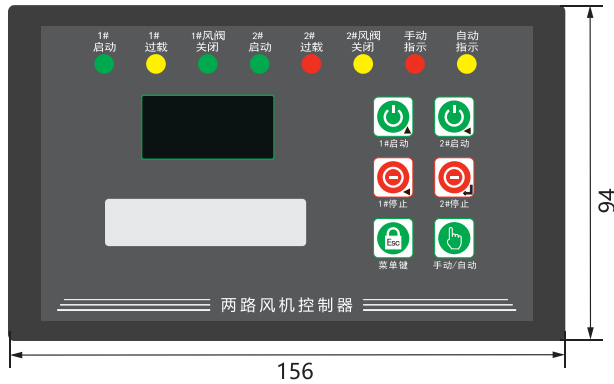 1# 1# 1#风阀 2# 2# 2#风阀 手动 自动
启动 过载 关闭 启动 过载 关闭 指示 指示
1#启动 2#启动
1#停止 2#停止
Esc
菜单键 手动/自动
两路风机控制器
94
156